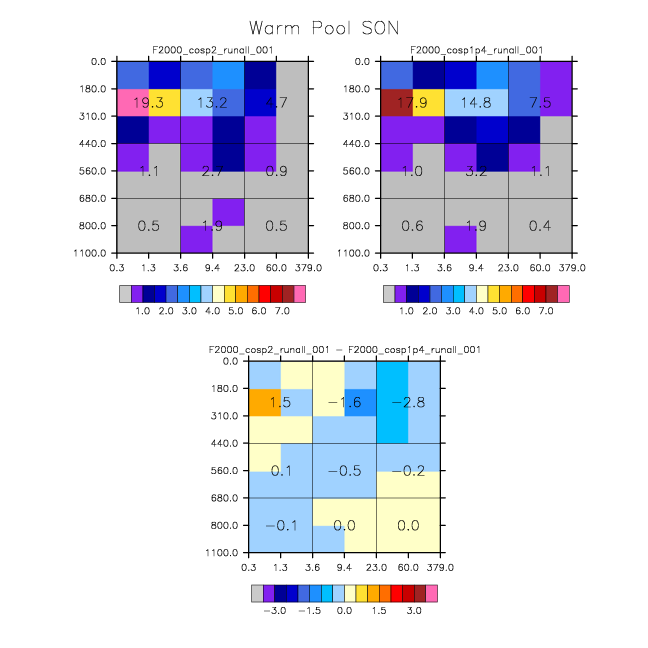 Warm Pool SON
F2000_cosp2_runall_001
0.0
180.0
310.0
440.0
560.0
680.0
800.0
1100.0
19.3 13.2
1.1 2.7 0.9
0.5 1.9 0.5
0.3 1.3 3.6 9.4 23.0 60.0 379.0
1.0 2.0 3.0 4.0 5.0 6.0 7.0
F2000_cosp1p4_runall_001
0.0
180.0
310.0
440.0
560.0
680.0
800.0
1100.0
17.9 14.8 7.5
1.0 3.2 1.1
0.6 1.9 0.4
0.3 1.3 3.6 9.4 23.0 60.0 379.0
1.0 2.0 3.0 4.0 5.0 6.0 7.0
F2000_cosp2_runall_001 − F2000_cosp1p4_runall_001
0.0
180.0
310.0
440.0
560.0
680.0
800.0
1100.0
1.5 −1.6 −2.8
0.1 −0.5 −0.2
−0.1 0.0 0.0
0.3 1.3 3.6 9.4 23.0 60.0 379.0
−3.0 −1.5 0.0 1.5 3.0